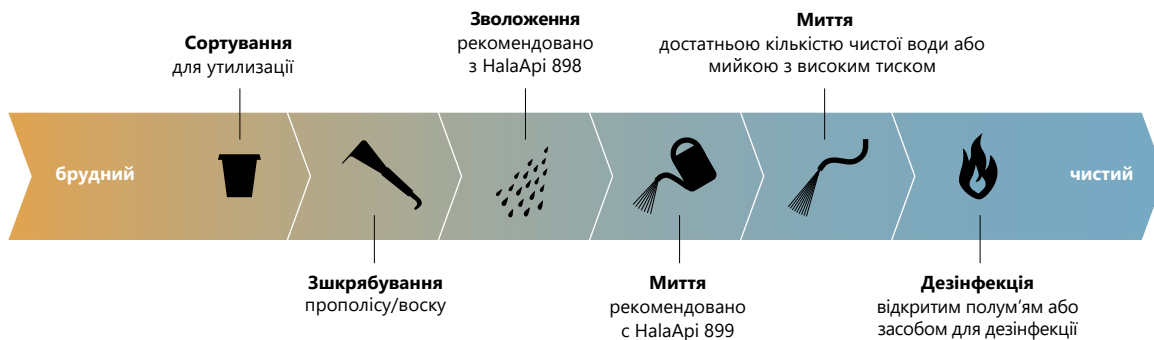 Сортування
для утилизації
Зволоження
рекомендовано
з HalaApi 898
Миття
достатньою кількістю чистої води або
мийкою з високим тиском
брудний
чистий
Зшкрябування
прополісу/воску
Миття
рекомендовано
с HalaApi 899
Дезінфекція
відкритим полум'ям або
засобом для дезінфекції